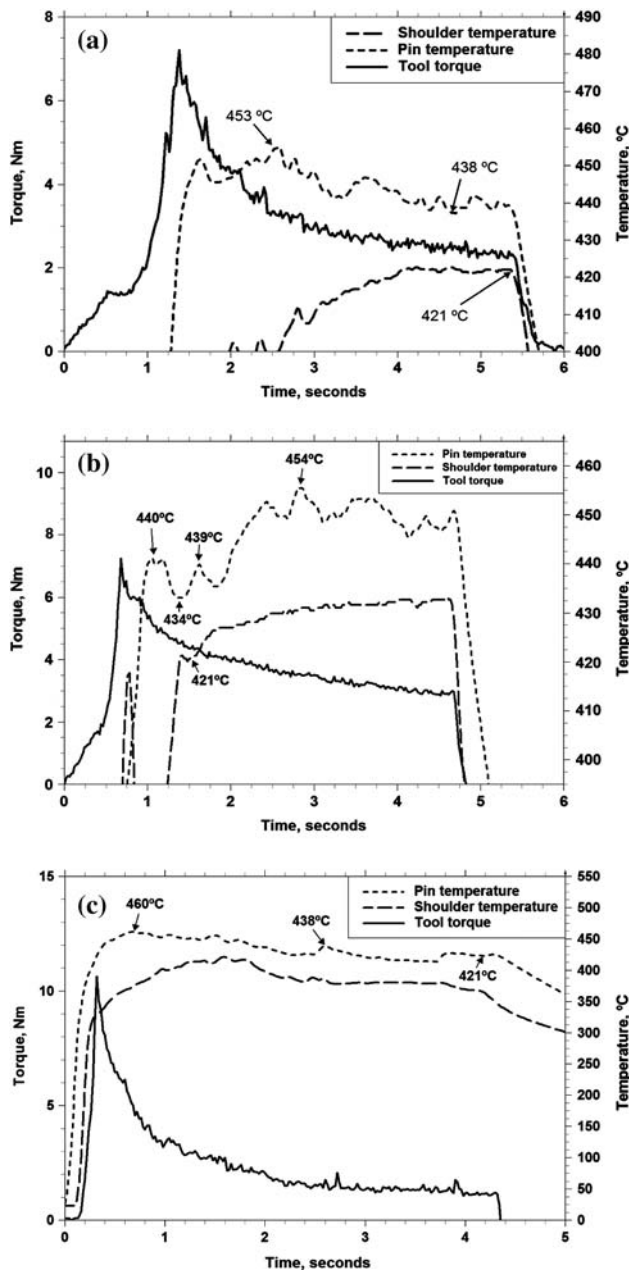 (a)
Shoulder temperature
Pin temperature
Tool torque
453 ºC
438 ºC
421 ºC
8
6
4
2
0
Torque, Nm
490
480
470
460
450
440
430
420
410
400
Temperature, ºC
0 1 2 3 4 5 6
Time, seconds
(b)
Pin temperature
Shoulder temperature
Tool torque
454ºC
440ºC
439ºC
434ºC
421ºC
10
8
6
4
2
0
Torque, Nm
460
450
440
430
420
410
400
Temperature, ºC
0 1 2 3 4 5 6
Time, seconds
(c)
Pin temperature
Shoulder temperature
Tool torque
460ºC
438ºC
421ºC
15
10
5
0
Torque, Nm
550
500
450
400
350
300
250
200
150
100
50
0
Temperature, ºC
0 1 2 3 4 5
Time, seconds